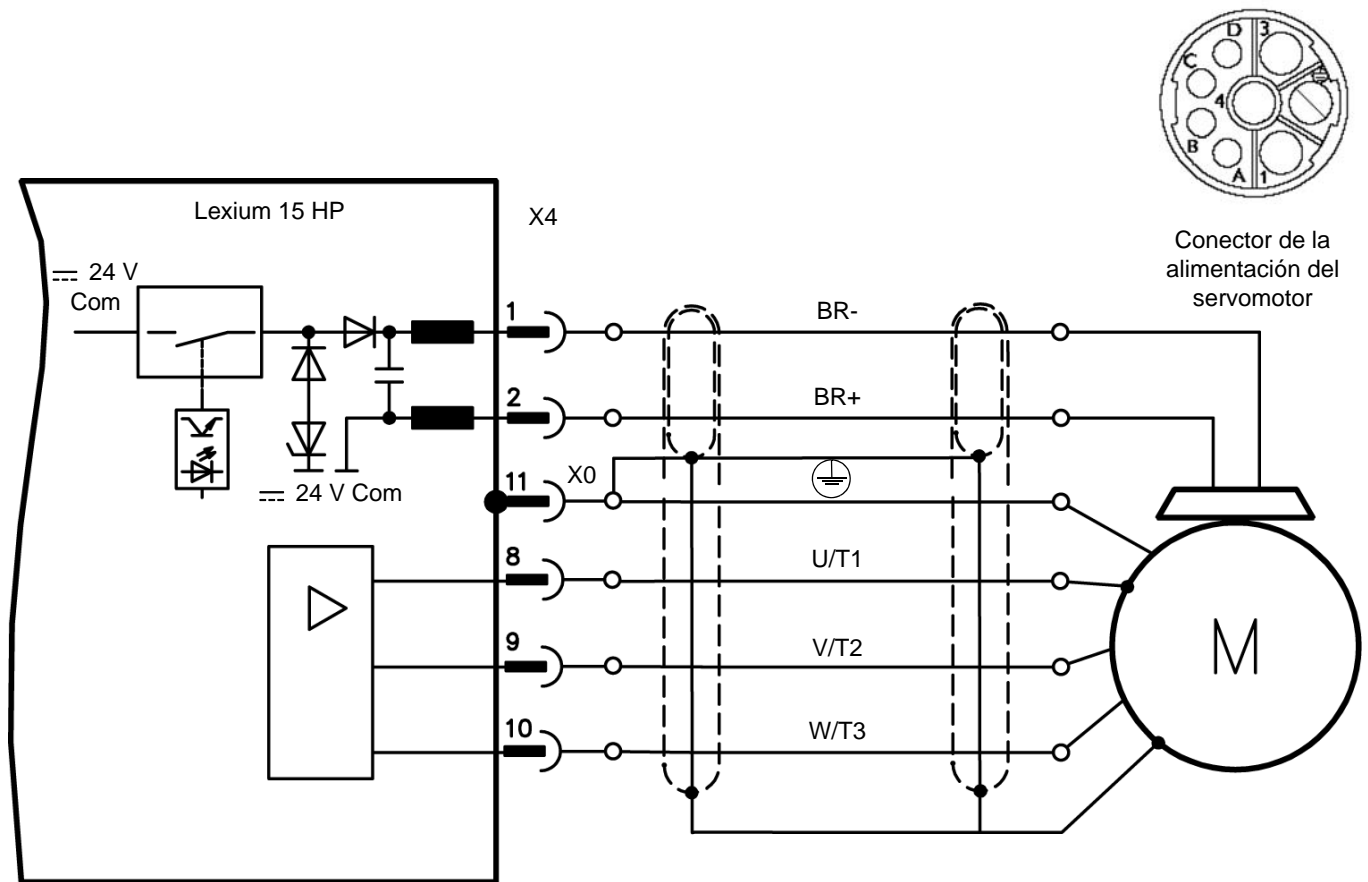 D 3
C
4
B
A 1
Conector de la
alimentación del
servomotor
Lexium 15 HP
X4
24 V
Com
1
BR-
2
BR+
24 V Com
11
X0
8
U/T1
9
V/T2
10
W/T3
M